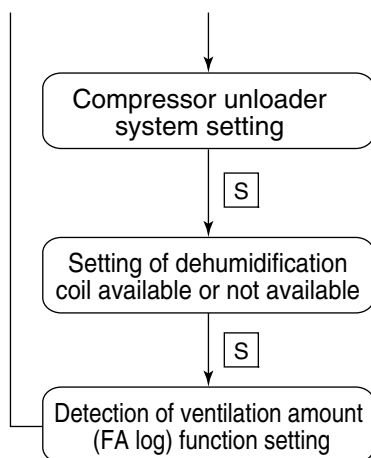 Compressor unloader
system setting
S
Setting of dehumidification
coil available or not available
S
Detection of ventilation amount
(FA log) function setting